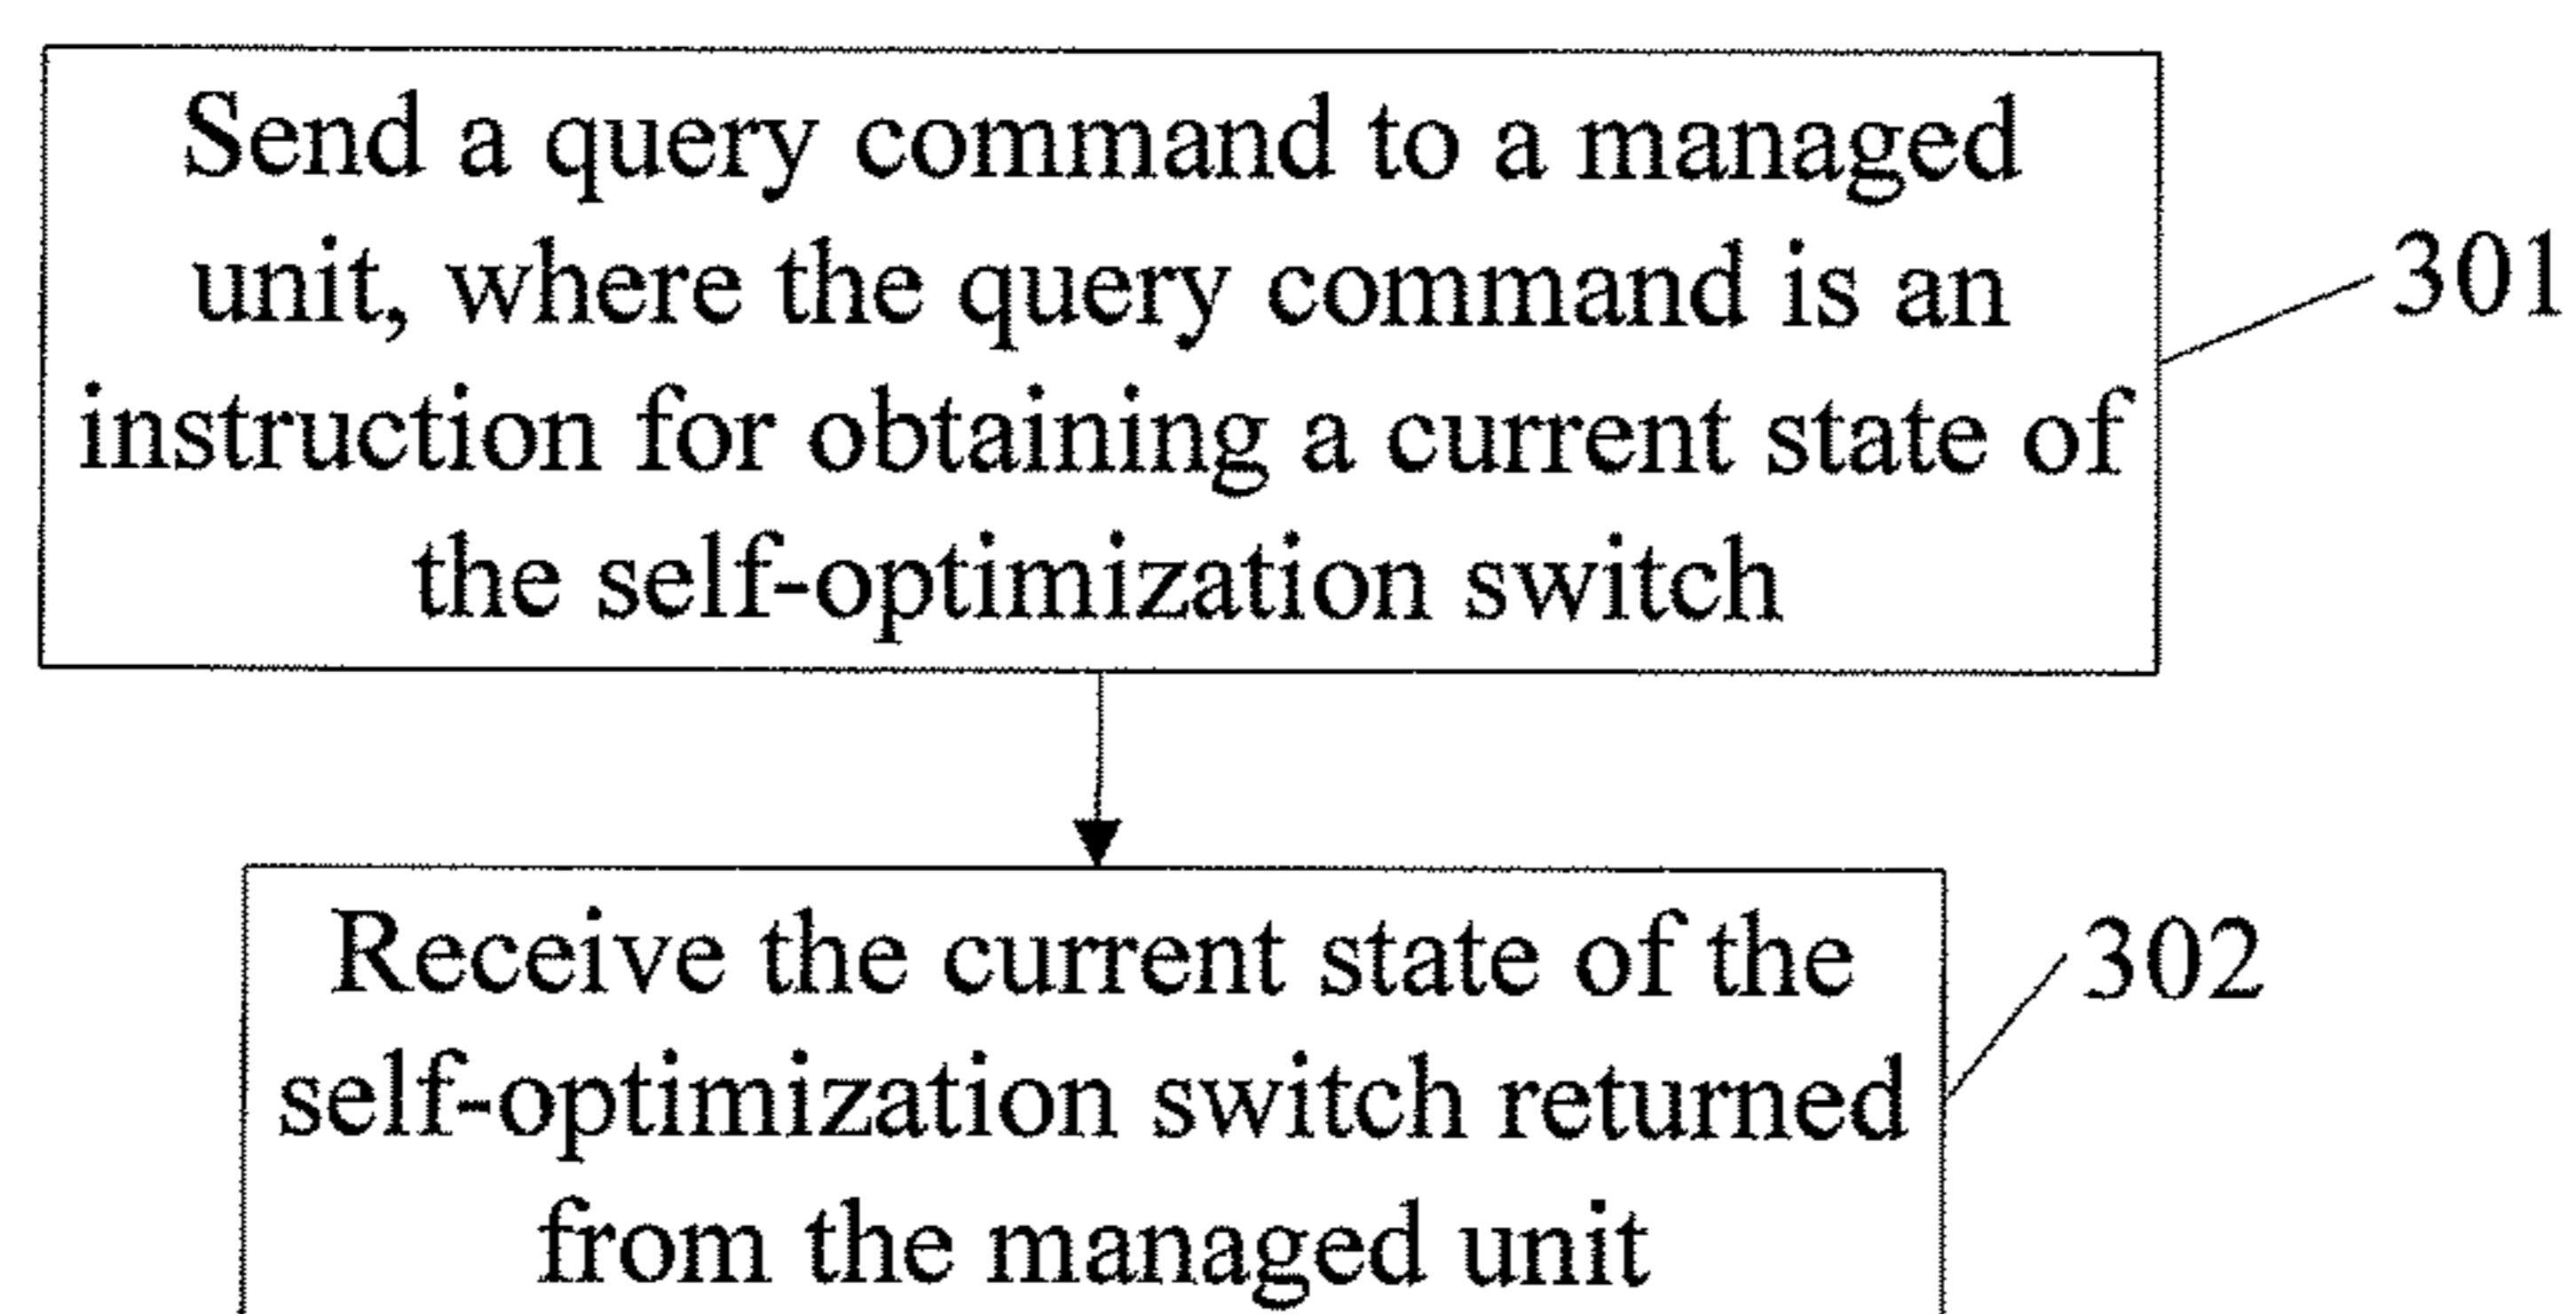 Send a query command to a managed
unit, where the query command is an
instruction for obtaining a current state of
the self-optimization switch
301
Receive the current state of the
self-optimization switch returned
from the managed unit
302